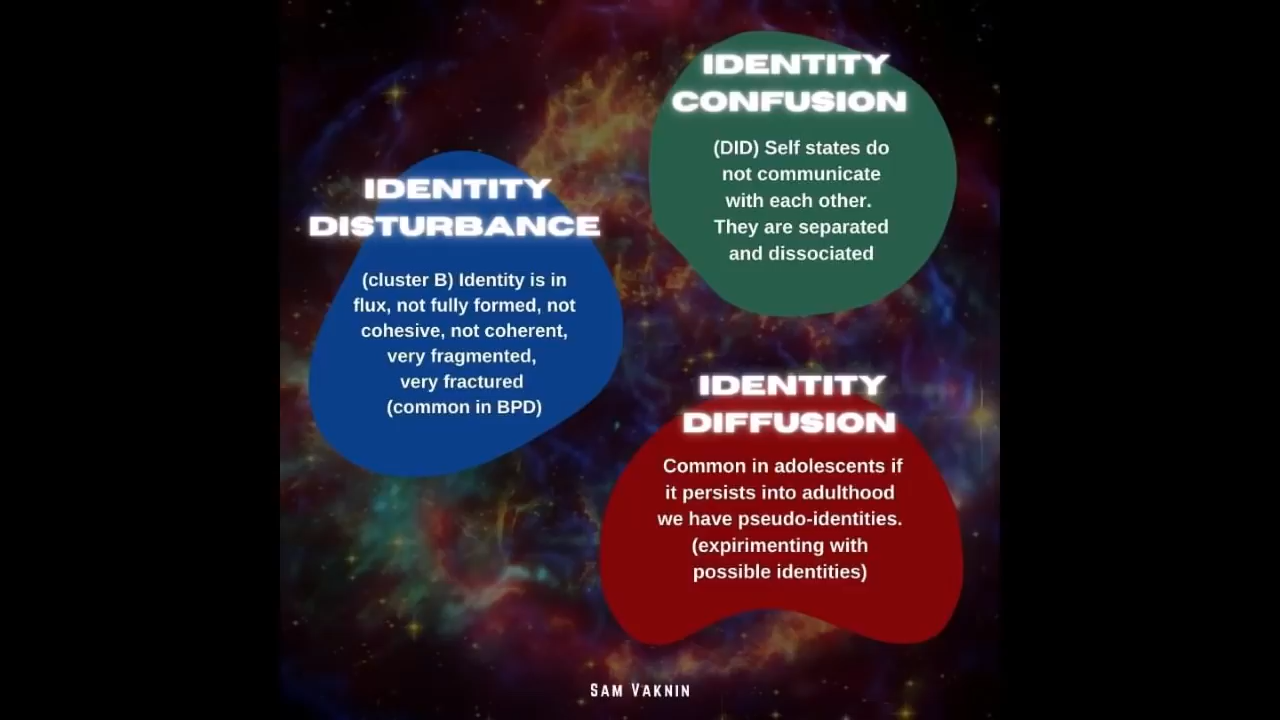 IDENTITY
DISTURBANCE
(cluster B) Identity is in
flux, not fully formed, not
cohesive, not coherent,
very fragmented,
very fractured
(common in BPD)
IDENTITY
CONFUSION
(DID) Self states do
not communicate
with each other.
They are separated
and dissociated
IDENTITY
DIFFUSION
Common in adolescents if
it persists into adulthood
we have pseudo-identities.
(expirimenting with
possible identities)
SAM VAKNIN